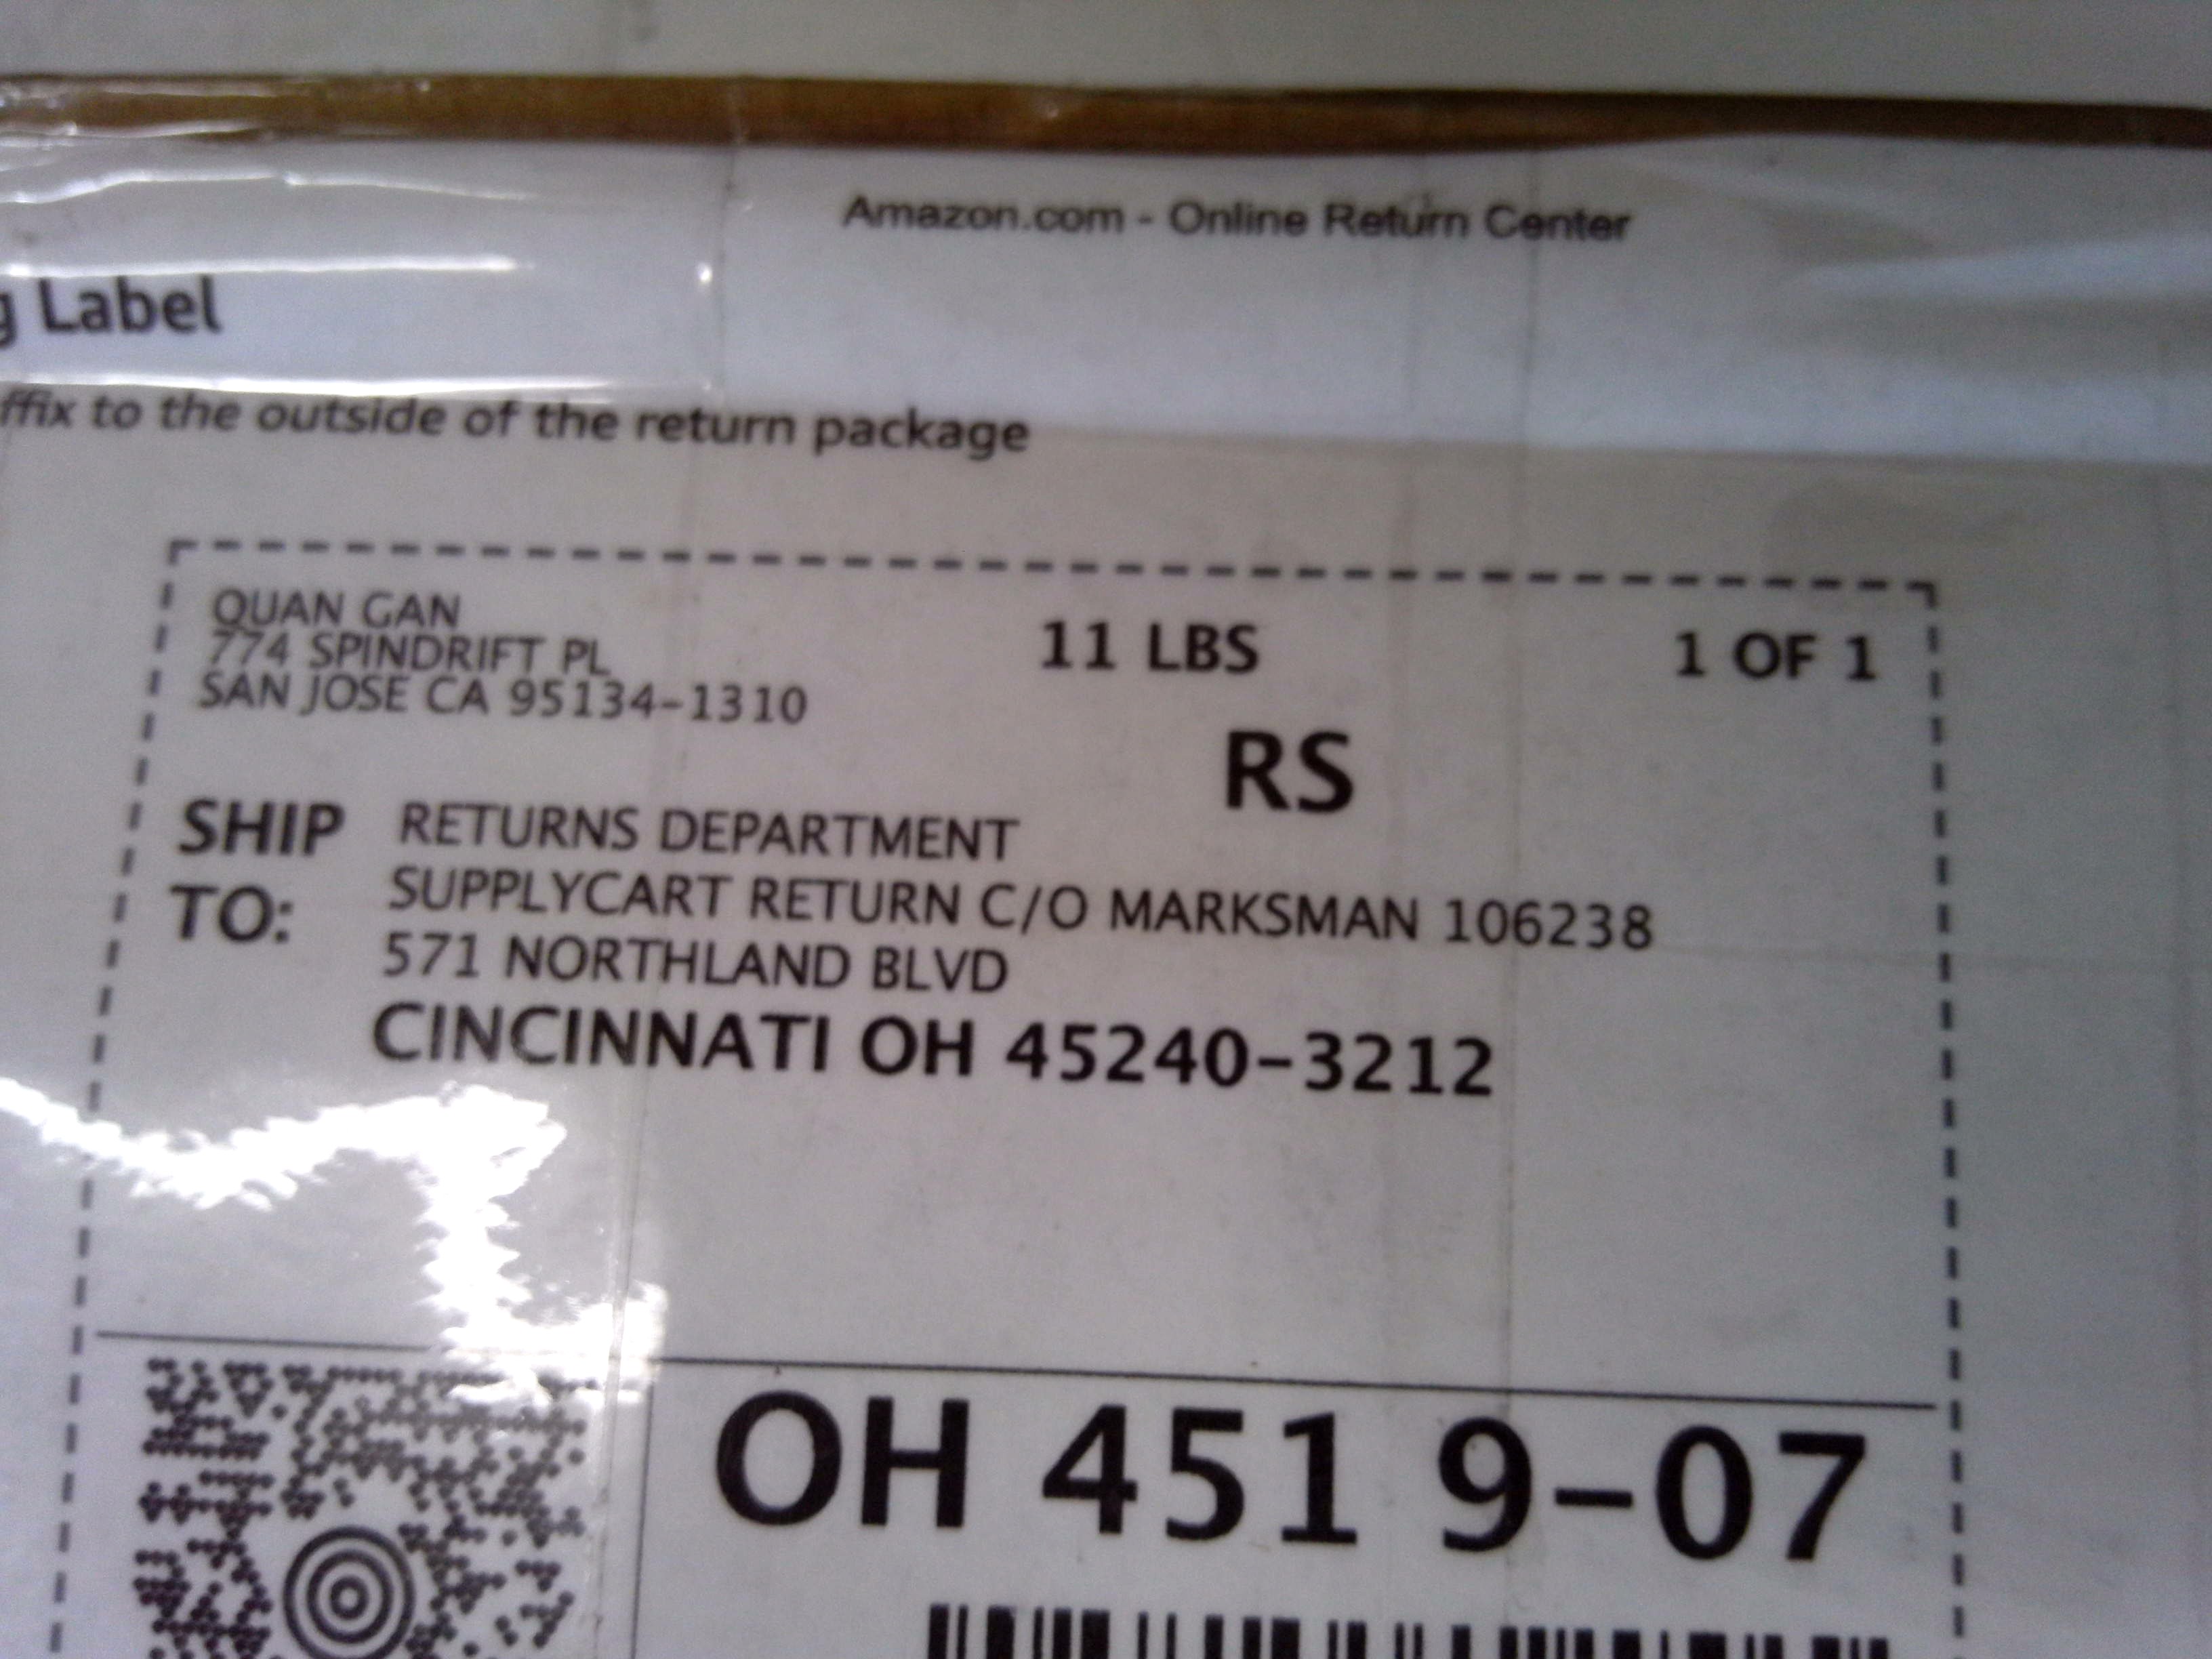 Amazon.com - Online Return Center
g Label
ffix to the outside of the return package
QUAN GAN
774 SPINDRIFT PL
SAN JOSE CA 95134-1310
11 LBS
1 OF 1
RS
SHIP TO:
RETURNS DEPARTMENT
SUPPLYCART RETURN C/O MARKSMAN 106238
571 NORTHLAND BLVD
CINCINNATI OH 45240-3212
OH 451 9-07